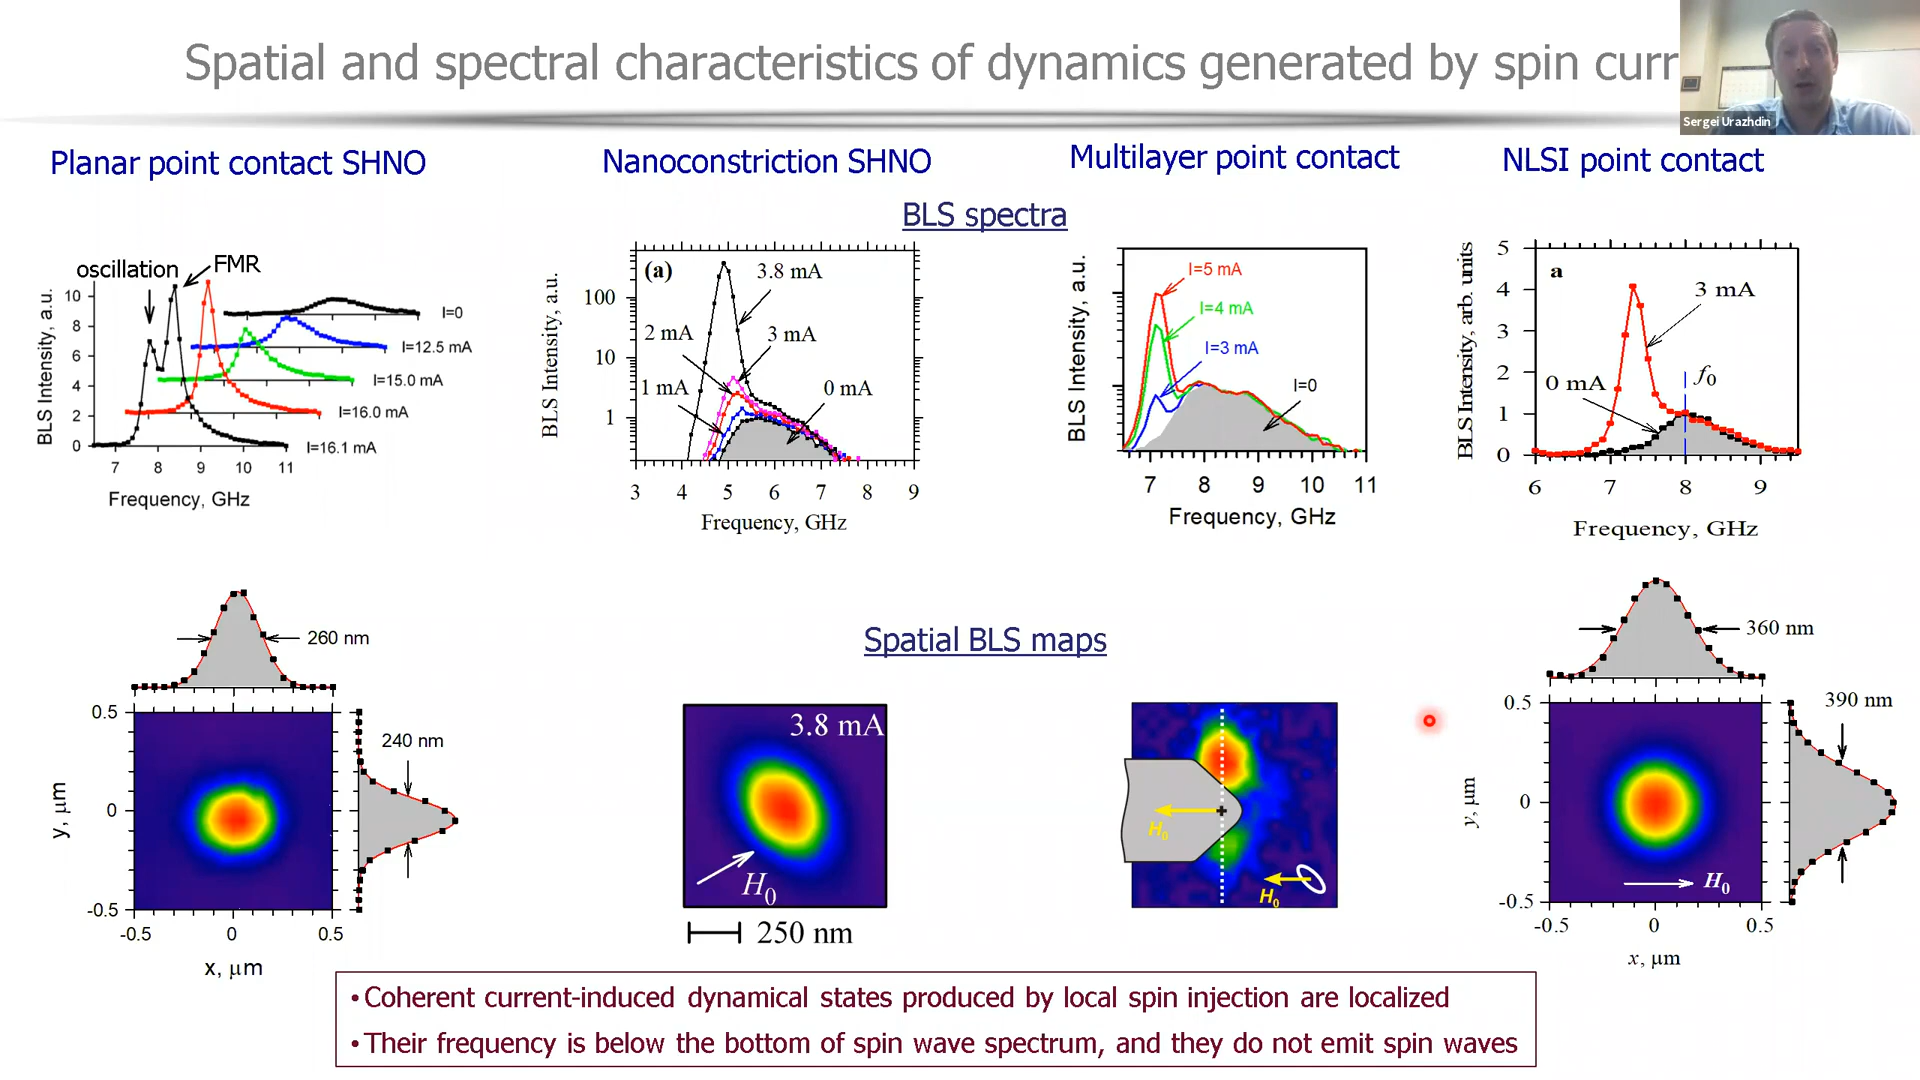 Spatial and spectral characteristics of dynamics generated by spin curr
Sergei Urazhdin
Planar point contact SHNO
Nanoconstriction SHNO
Multilayer point contact
NLSI point contact
BLS spectra
oscillation
FMR
BLS Intensity, a.u.
10
8
6
4
2
0
I=0
I=12.5 mA
I=15.0 mA
I=16.0 mA
I=16.1 mA
7 8 9 10 11
Frequency, GHz
(a)
BLS Intensity, a.u.
100
10
1
3.8 mA
2 mA
3 mA
1 mA
0 mA
3 4 5 6 7 8 9
Frequency, GHz
BLS Intensity, a.u.
I=5 mA
I=4 mA
I=3 mA
I=0
7 8 9 10 11
Frequency, GHz
a
BLS Intensity, arb. units
5
4
3
2
1
0
3 mA
0 mA
f0
6 7 8 9
Frequency, GHz
Spatial BLS maps
260 nm
240 nm
y, μm
0.5
0
-0.5
-0.5 0 0.5
x, μm
3.8 mA
H0
250 nm
H0
H0
360 nm
390 nm
y, μm
0.5
0
-0.5
H0
-0.5 0 0.5
x, μm
• Coherent current-induced dynamical states produced by local spin injection are localized
• Their frequency is below the bottom of spin wave spectrum, and they do not emit spin waves